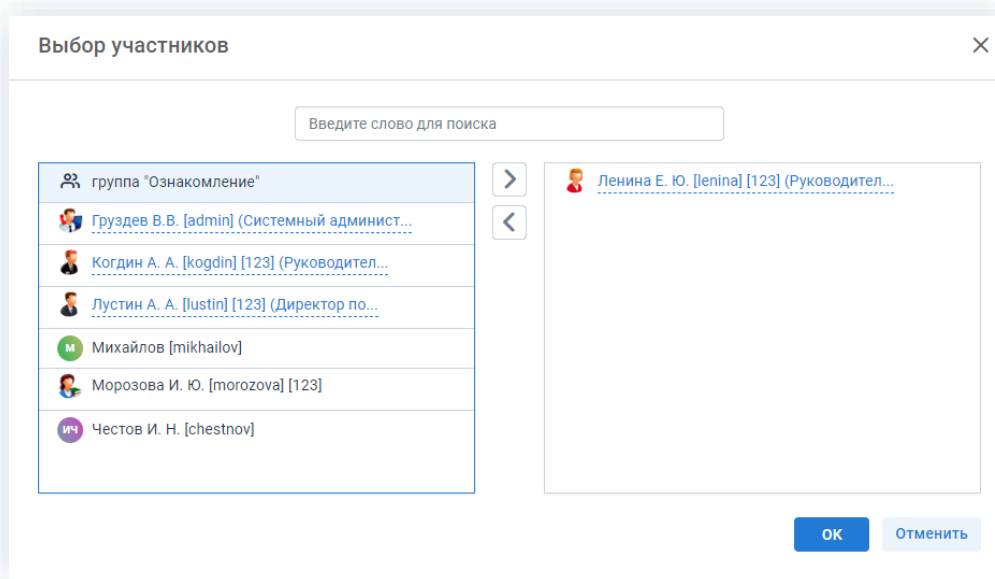 Выбор участников
Введите слово для поиска
группа "Ознакомление"
Груздев В.В. [admin] (Системный админист...
Когдин А. А. [kogdin] [123] (Руководител...
Лустин А. А. [lustin] [123] (Директор по...
М Михайлов [mikhailov]
Морозова И. Ю. [morozova] [123]
ИЧ Честов И. Н. [chestnov]
Ленина Е. Ю. [lenina] [123] (Руководител...
ОК Отменить